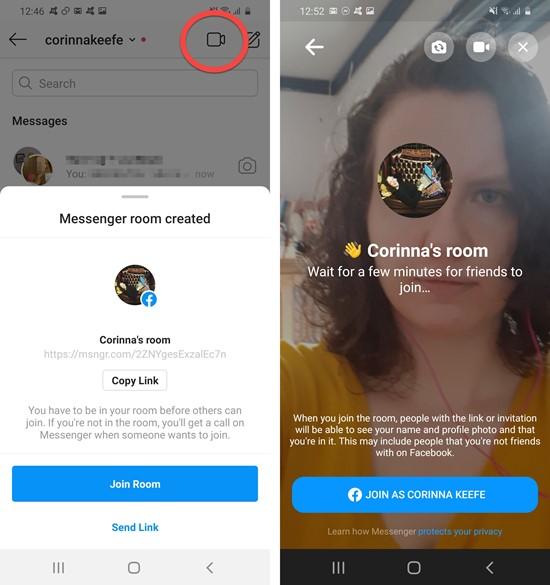 12:46
corinnakeefe
Search
Messages
You: now
Messenger room created
Corinna's room
https://msngr.com/2ZNYgesExzalEc7n
Copy Link
You have to be in your room before others can
join. If you're not in the room, you'll get a call on
Messenger when someone wants to join.
Join Room
Send Link
12:52
👋 Corinna's room
Wait for a few minutes for friends to
join...
When you join the room, people with the link or invitation
will be able to see your name and profile photo and that
you're in it. This may include people that you're not friends
with on Facebook.
JOIN AS CORINNA KEEFE
Learn how Messenger protects your privacy